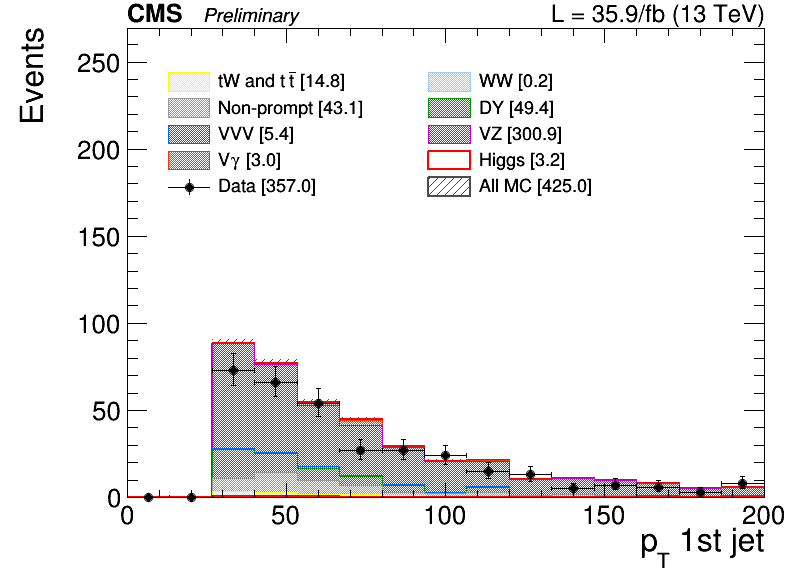 CMS Preliminary L = 35.9/fb (13 TeV)
Events
250
200
150
100
50
0
tW and tt̅ [14.8]
WW [0.2]
Non-prompt [43.1]
DY [49.4]
VVV [5.4]
VZ [300.9]
Vγ [3.0]
Higgs [3.2]
Data [357.0]
All MC [425.0]
0 50 100 150 200
p_T 1st jet